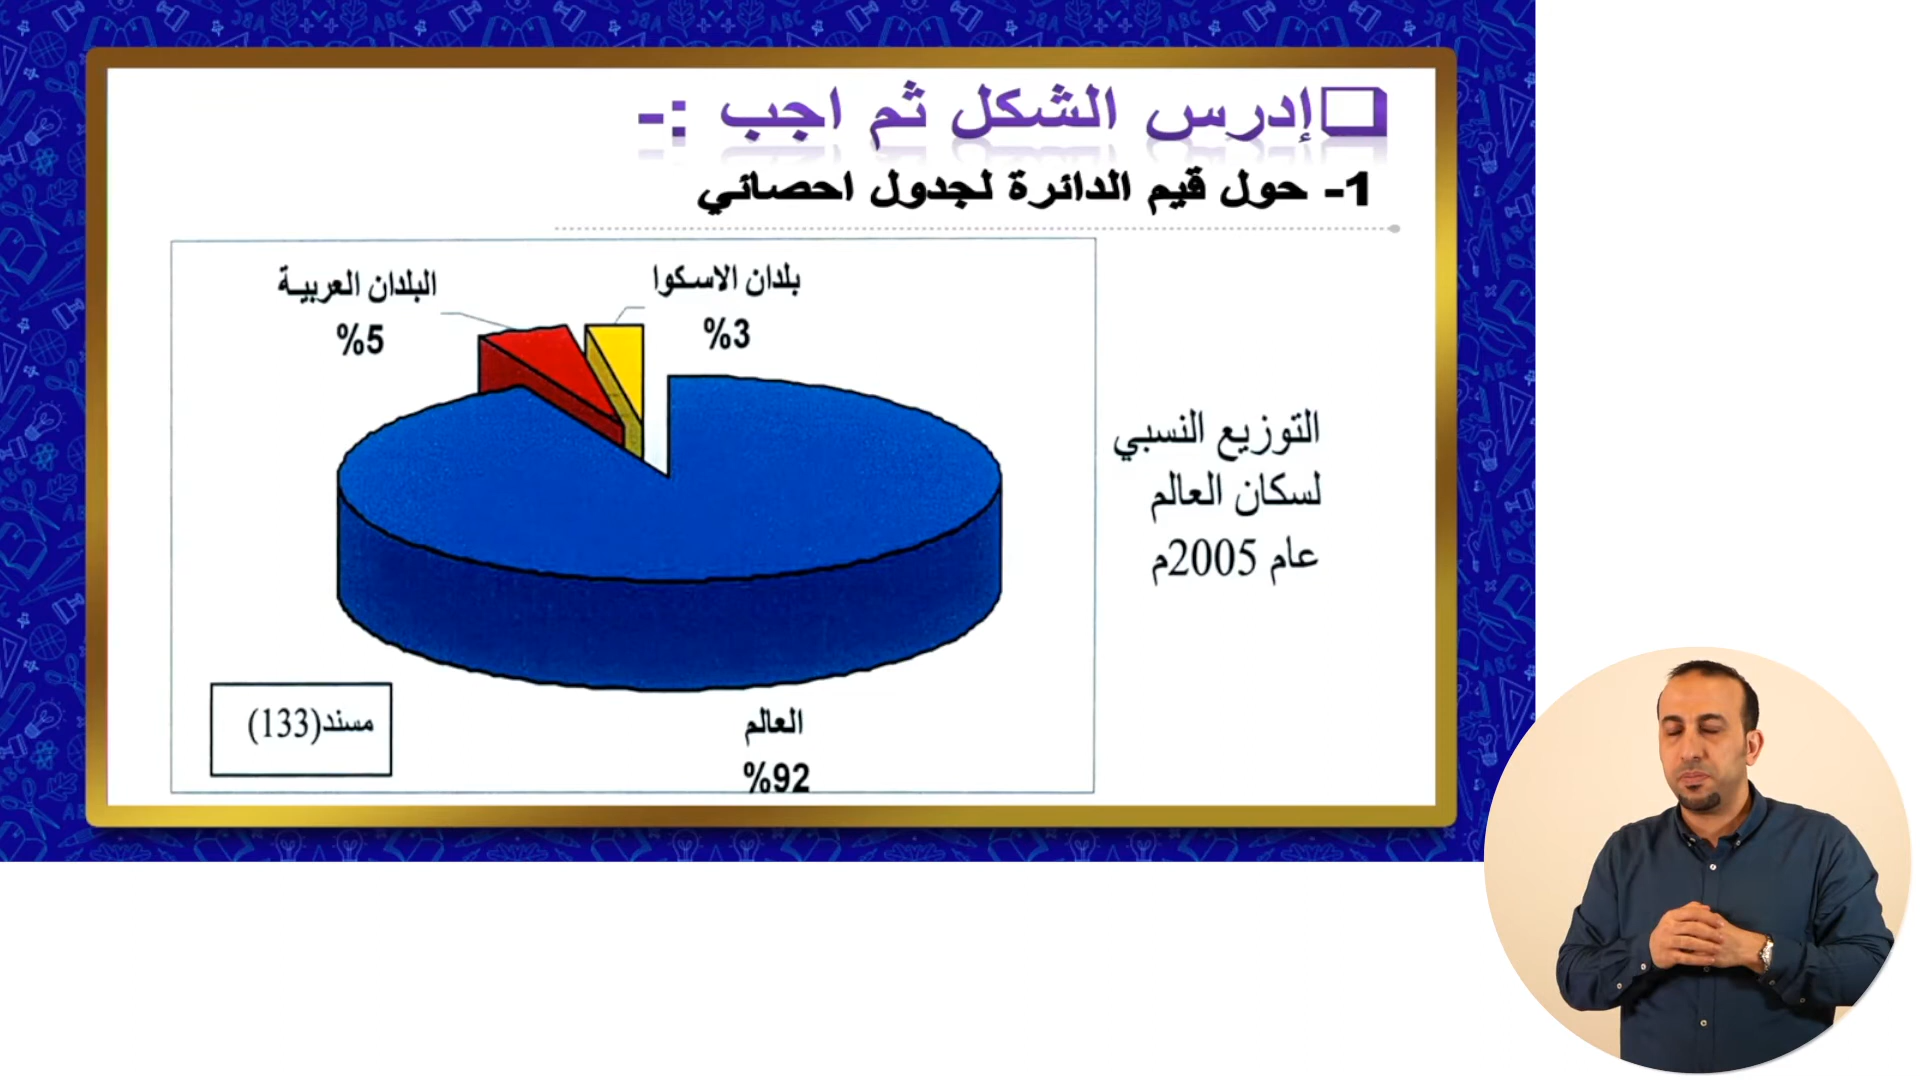 إدرس الشكل ثم اجب :-
1- حول قيم الدائرة لجدول احصائي
بلدان الاسكوا
%3
البلدان العربية
%5
التوزيع النسبي
لسكان العالم
عام 2005م
العالم
%92
مسند(133)